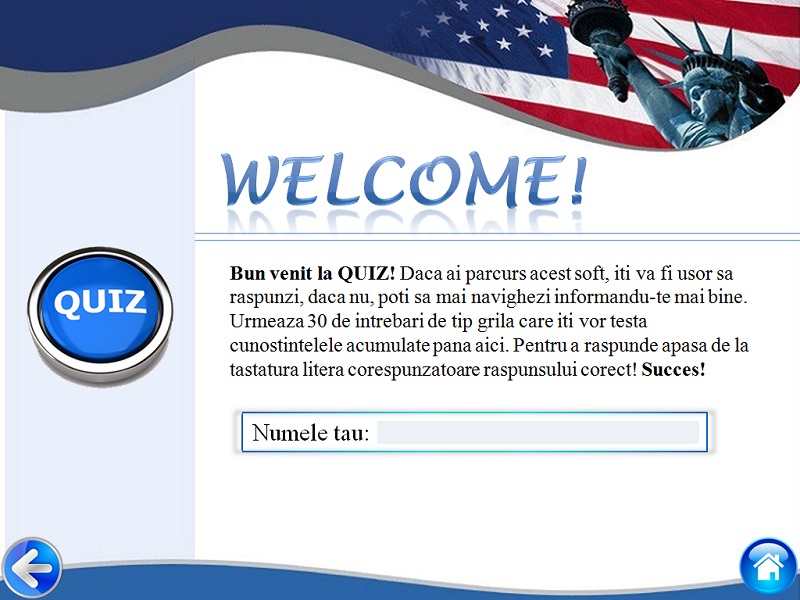 WELCOME!
QUIZ
Bun venit la QUIZ! Daca ai parcurs acest soft, iti va fi usor sa
raspunzi, daca nu, poti sa mai navighezi informandu-te mai bine.
Urmeaza 30 de intrebari de tip grila care iti vor testa
cunostintelele acumulate pana aici. Pentru a raspunde apasa de la
tastatura litera corespunzatoare raspunsului corect! Succes!
Numele tau: